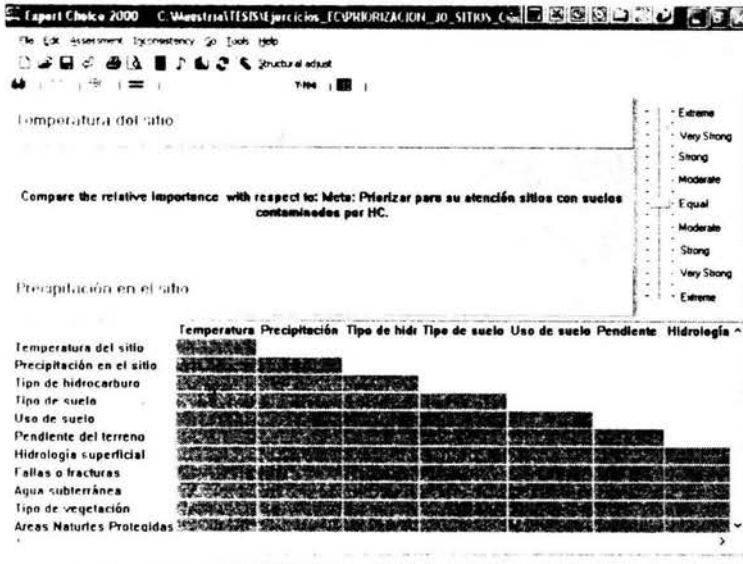 Expert Choice 2000 C:\Maestria\TESIS\Ejercicios_EC\PRIORIZACION_30_SITIOS_C
File Edit Assessment Inconsistency Go Tools Help
Structural adjust
Temperatura del sitio
Compare the relative importance with respect to: Meta: Priorizar para su atención sitios con suelos
contaminados por HC.
Precipitación en el sitio
Extreme
Very Strong
Strong
Moderate
Equal
Moderate
Strong
Very Strong
Extreme
Temperatura Precipitación Tipo de hidr Tipo de suelo Uso de suelo Pendiente Hidrología
Temperatura del sitio
Precipitación en el sitio
Tipo de hidrocarburo
Tipo de suelo
Uso de suelo
Pendiente del terreno
Hidrología superficial
Fallas o fracturas
Agua subterránea
Tipo de vegetación
Areas Naturles Protegidas